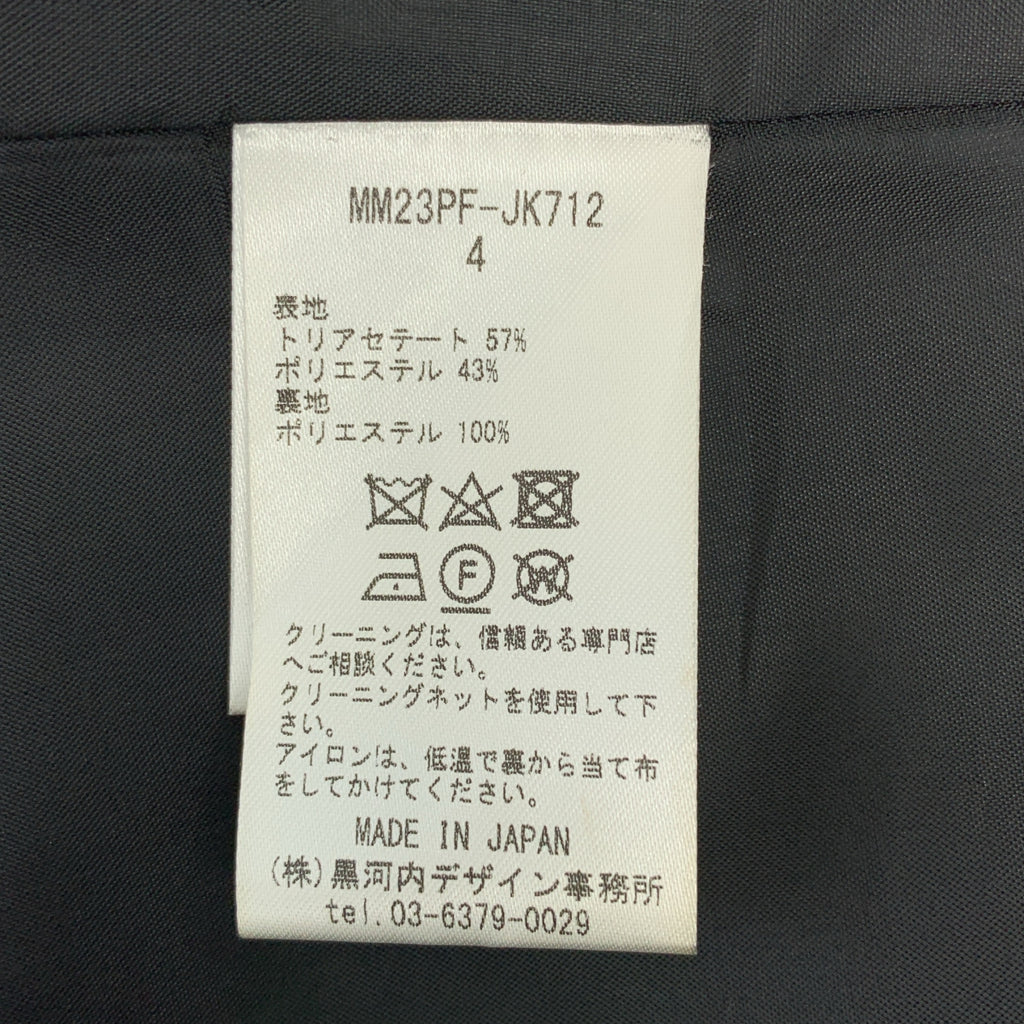 MM23PF-JK712
4
表地
トリアセテート 57%
ポリエステル 43%
裏地
ポリエステル 100%
F
W
クリーニングは、信頼ある専門店
へご相談ください。
クリーニングネットを使用して下
さい。
アイロンは、低温で裏から当て布
をしてかけてください。
MADE IN JAPAN
(株)黒河内デザイン事務所
tel.03-6379-0029